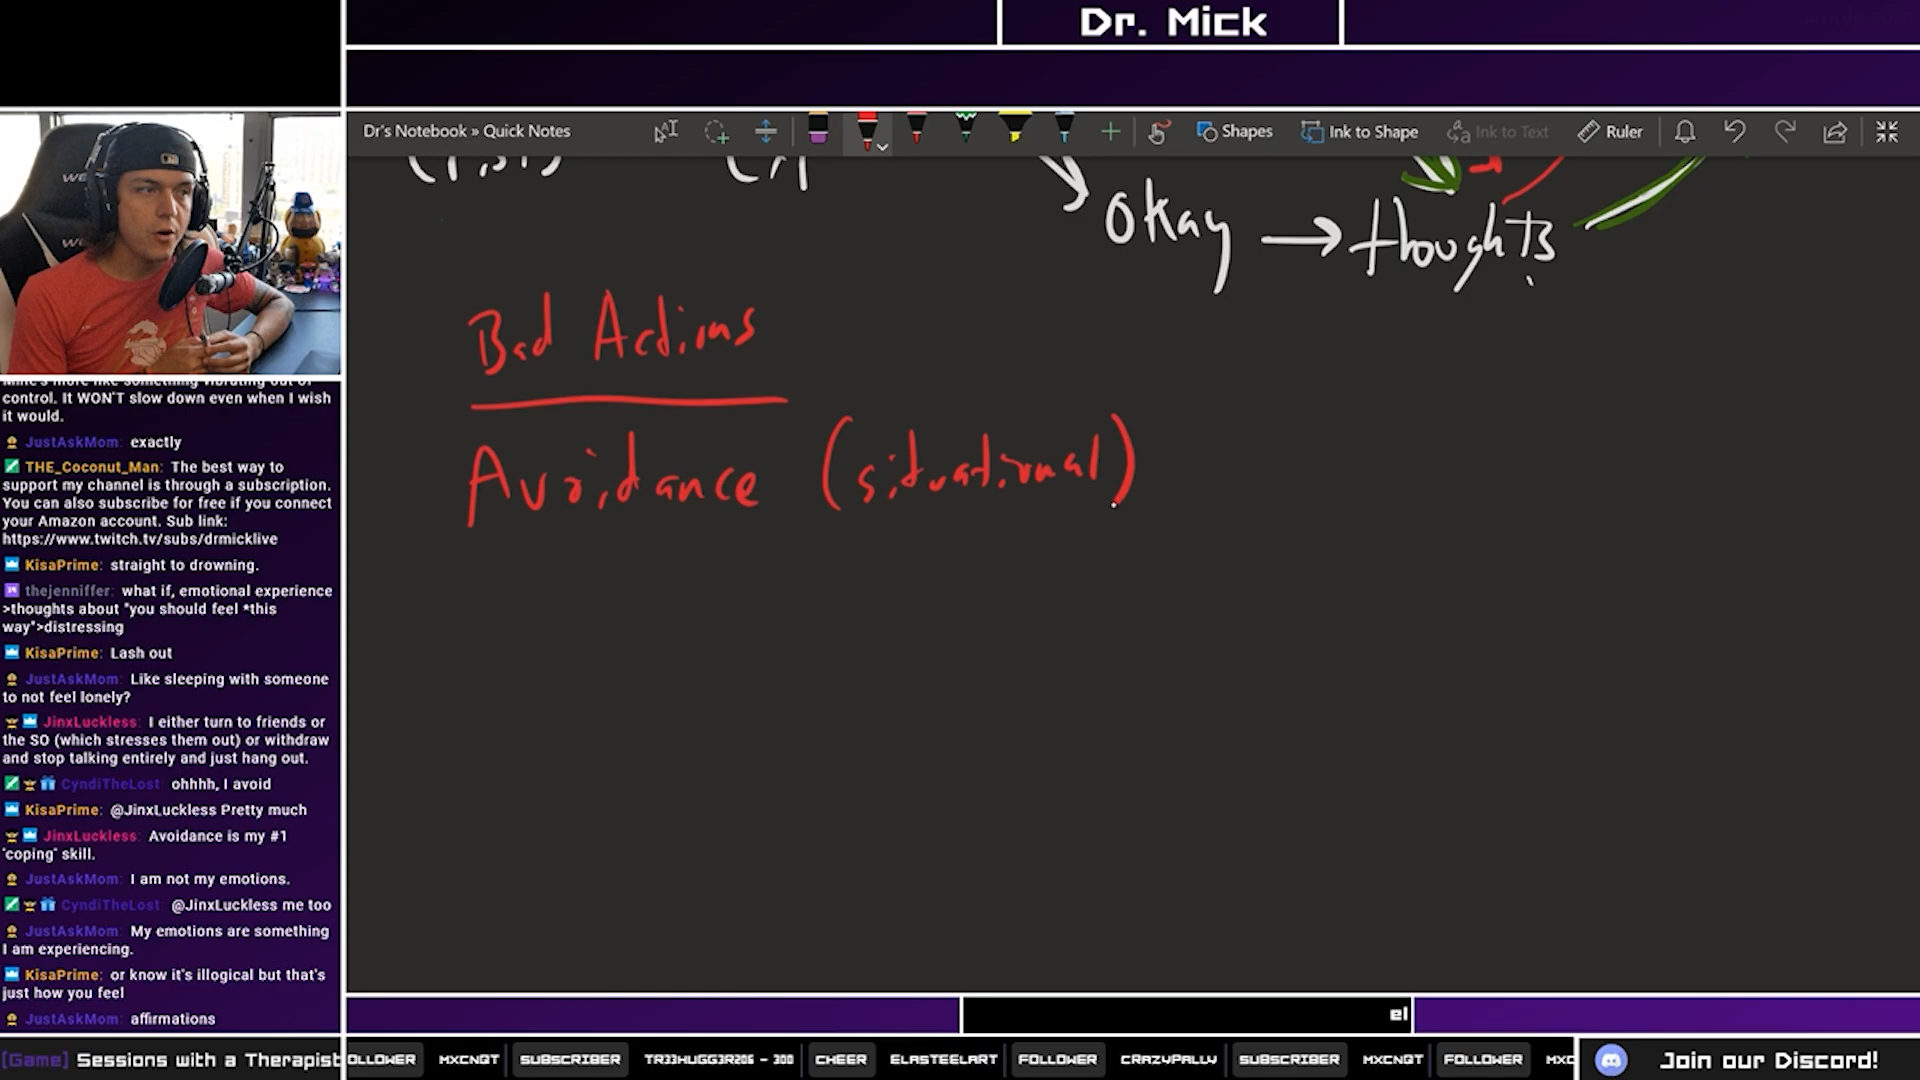 Dr. Mick
Dr's Notebook » Quick Notes
Shapes
Ink to Shape
Ink to Text
Ruler
Okay → thoughts
Bad Actions
Avoidance (situational)
control. It WON'T slow down even when I wish
it would.
JustAskMom: exactly
THE_Coconut_Man: The best way to
support my channel is through a subscription.
You can also subscribe for free if you connect
your Amazon account. Sub link:
https://www.twitch.tv/subs/drmicklive
KisaPrime: straight to drowning.
thejenniffer: what if, emotional experience
>thoughts about "you should feel *this
way">distressing
KisaPrime: Lash out
JustAskMom: Like sleeping with someone
to not feel lonely?
JinxLuckless: I either turn to friends or
the SO (which stresses them out) or withdraw
and stop talking entirely and just hang out.
CyndiTheLost: ohhhh, I avoid
KisaPrime: @JinxLuckless Pretty much
JinxLuckless: Avoidance is my #1
"coping" skill.
JustAskMom: I am not my emotions.
CyndiTheLost: @JinxLuckless me too
JustAskMom: My emotions are something
I am experiencing.
KisaPrime: or know it's illogical but that's
just how you feel
JustAskMom: affirmations
el
[Game] Sessions with a Therapist
OLLOWER MXCNQT SUBSCRIBER TR33HUGG3R206 - 300 CHEER ELASTEELART FOLLOWER CRAZYPALLY SUBSCRIBER MXCNQT FOLLOWER MXC
Join our Discord!